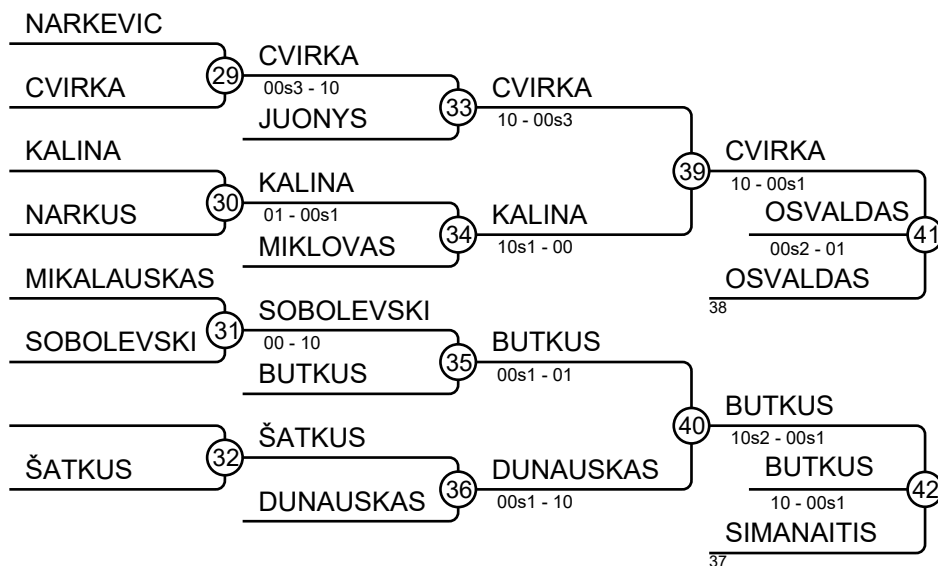 NARKEVIC
29
CVIRKA
CVIRKA
00s3 - 10
JUONYS
33
CVIRKA
10 - 00s3
KALINA
30
NARKUS
KALINA
01 - 00s1
MIKLOVAS
34
KALINA
10s1 - 00
39
CVIRKA
10 - 00s1
OSVALDAS
00s2 - 01
41
OSVALDAS
38
MIKALAUSKAS
31
SOBOLEVSKI
SOBOLEVSKI
00 - 10
BUTKUS
35
BUTKUS
00s1 - 01
32
ŠATKUS
ŠATKUS
DUNAUSKAS
36
DUNAUSKAS
00s1 - 10
40
BUTKUS
10s2 - 00s1
BUTKUS
10 - 00s1
42
SIMANAITIS
37